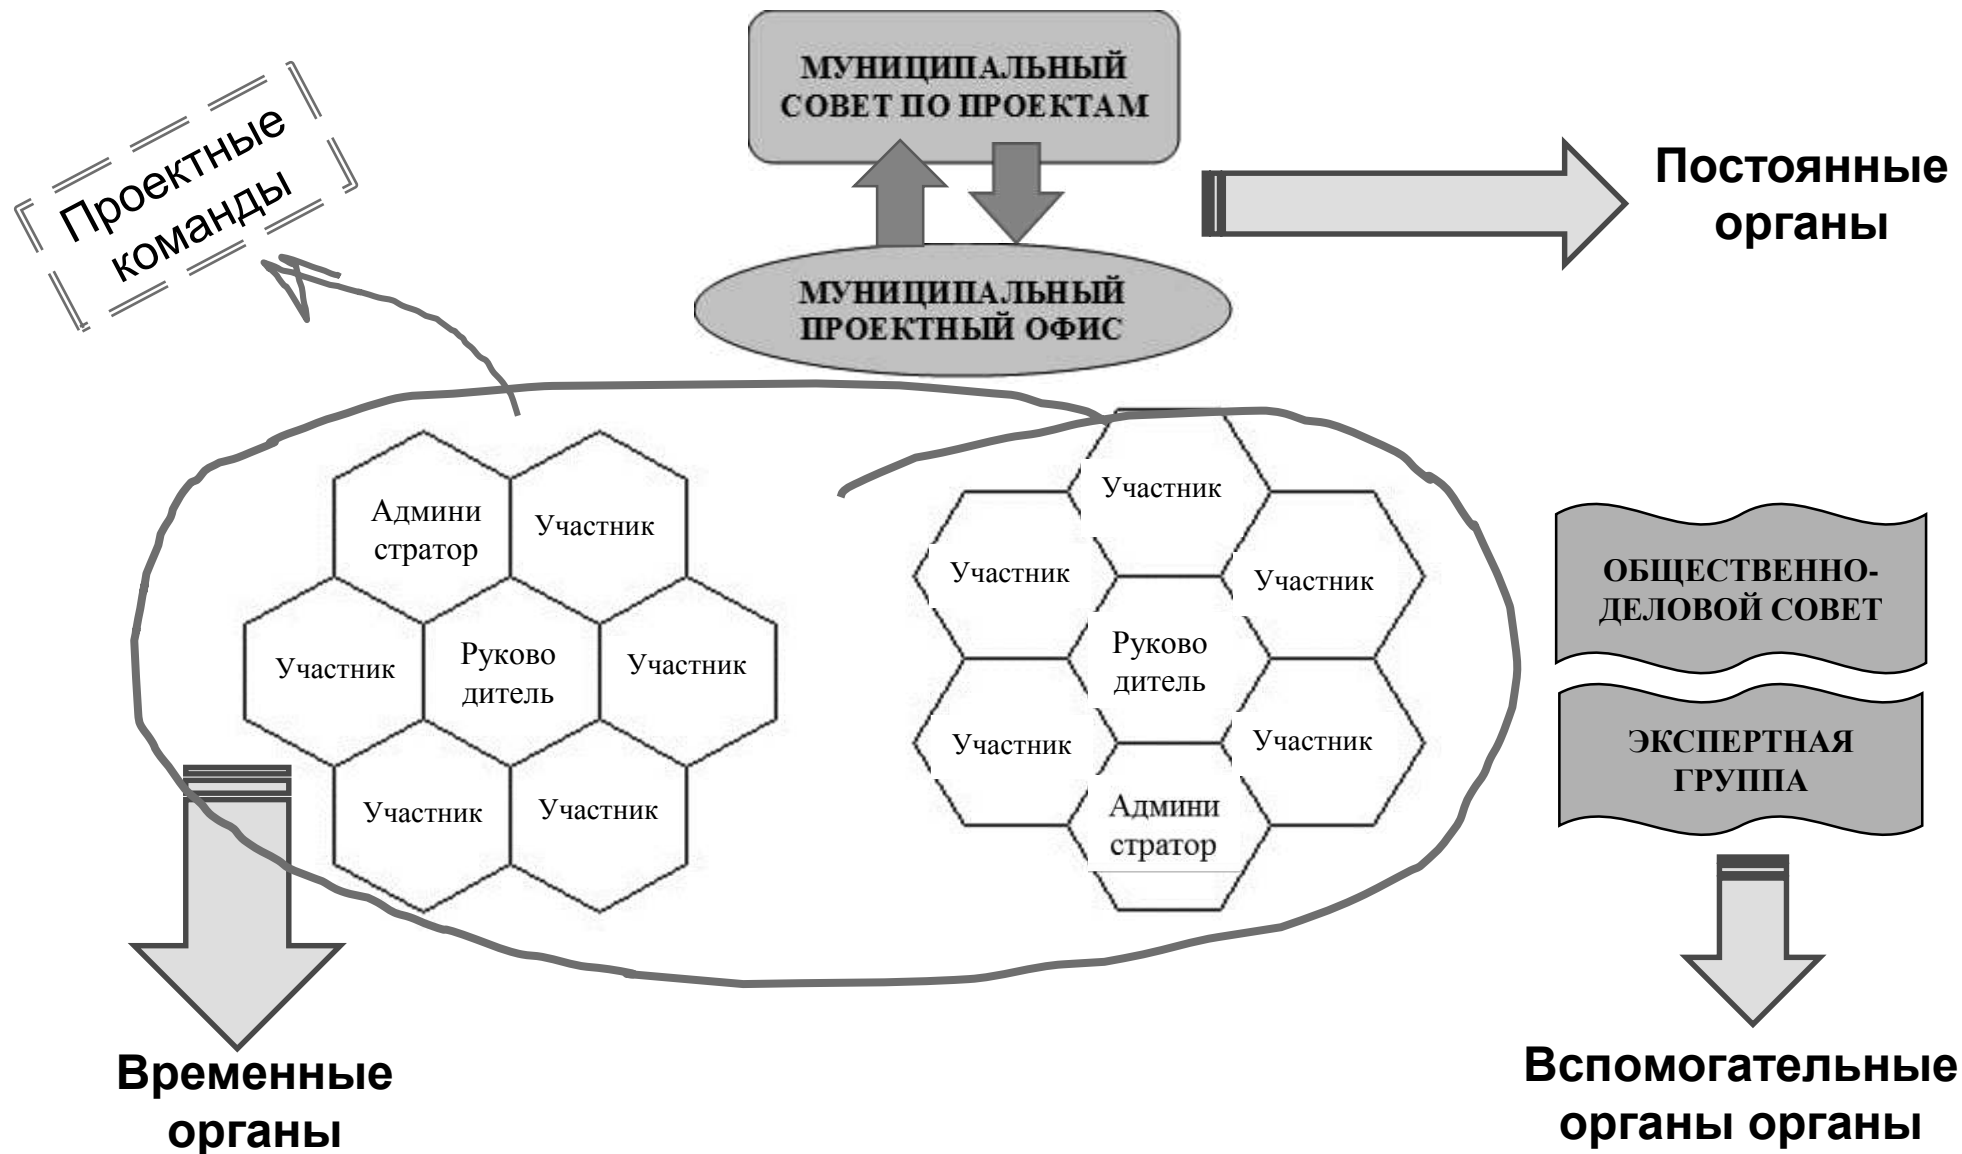 МУНИЦИПАЛЬНЫЙ
СОВЕТ ПО ПРОЕКТАМ
Проектные
команды
Постоянные
органы
МУНИЦИПАЛЬНЫЙ
ПРОЕКТНЫЙ ОФИС
Админи
стратор
Участник
Участник
Руково
дитель
Участник
Участник
Участник
Участник
Участник
Участник
Руково
дитель
Участник
Участник
Админи
стратор
ОБЩЕСТВЕННО-
ДЕЛОВОЙ СОВЕТ
ЭКСПЕРТНАЯ
ГРУППА
Временные
органы
Вспомогательные
органы органы